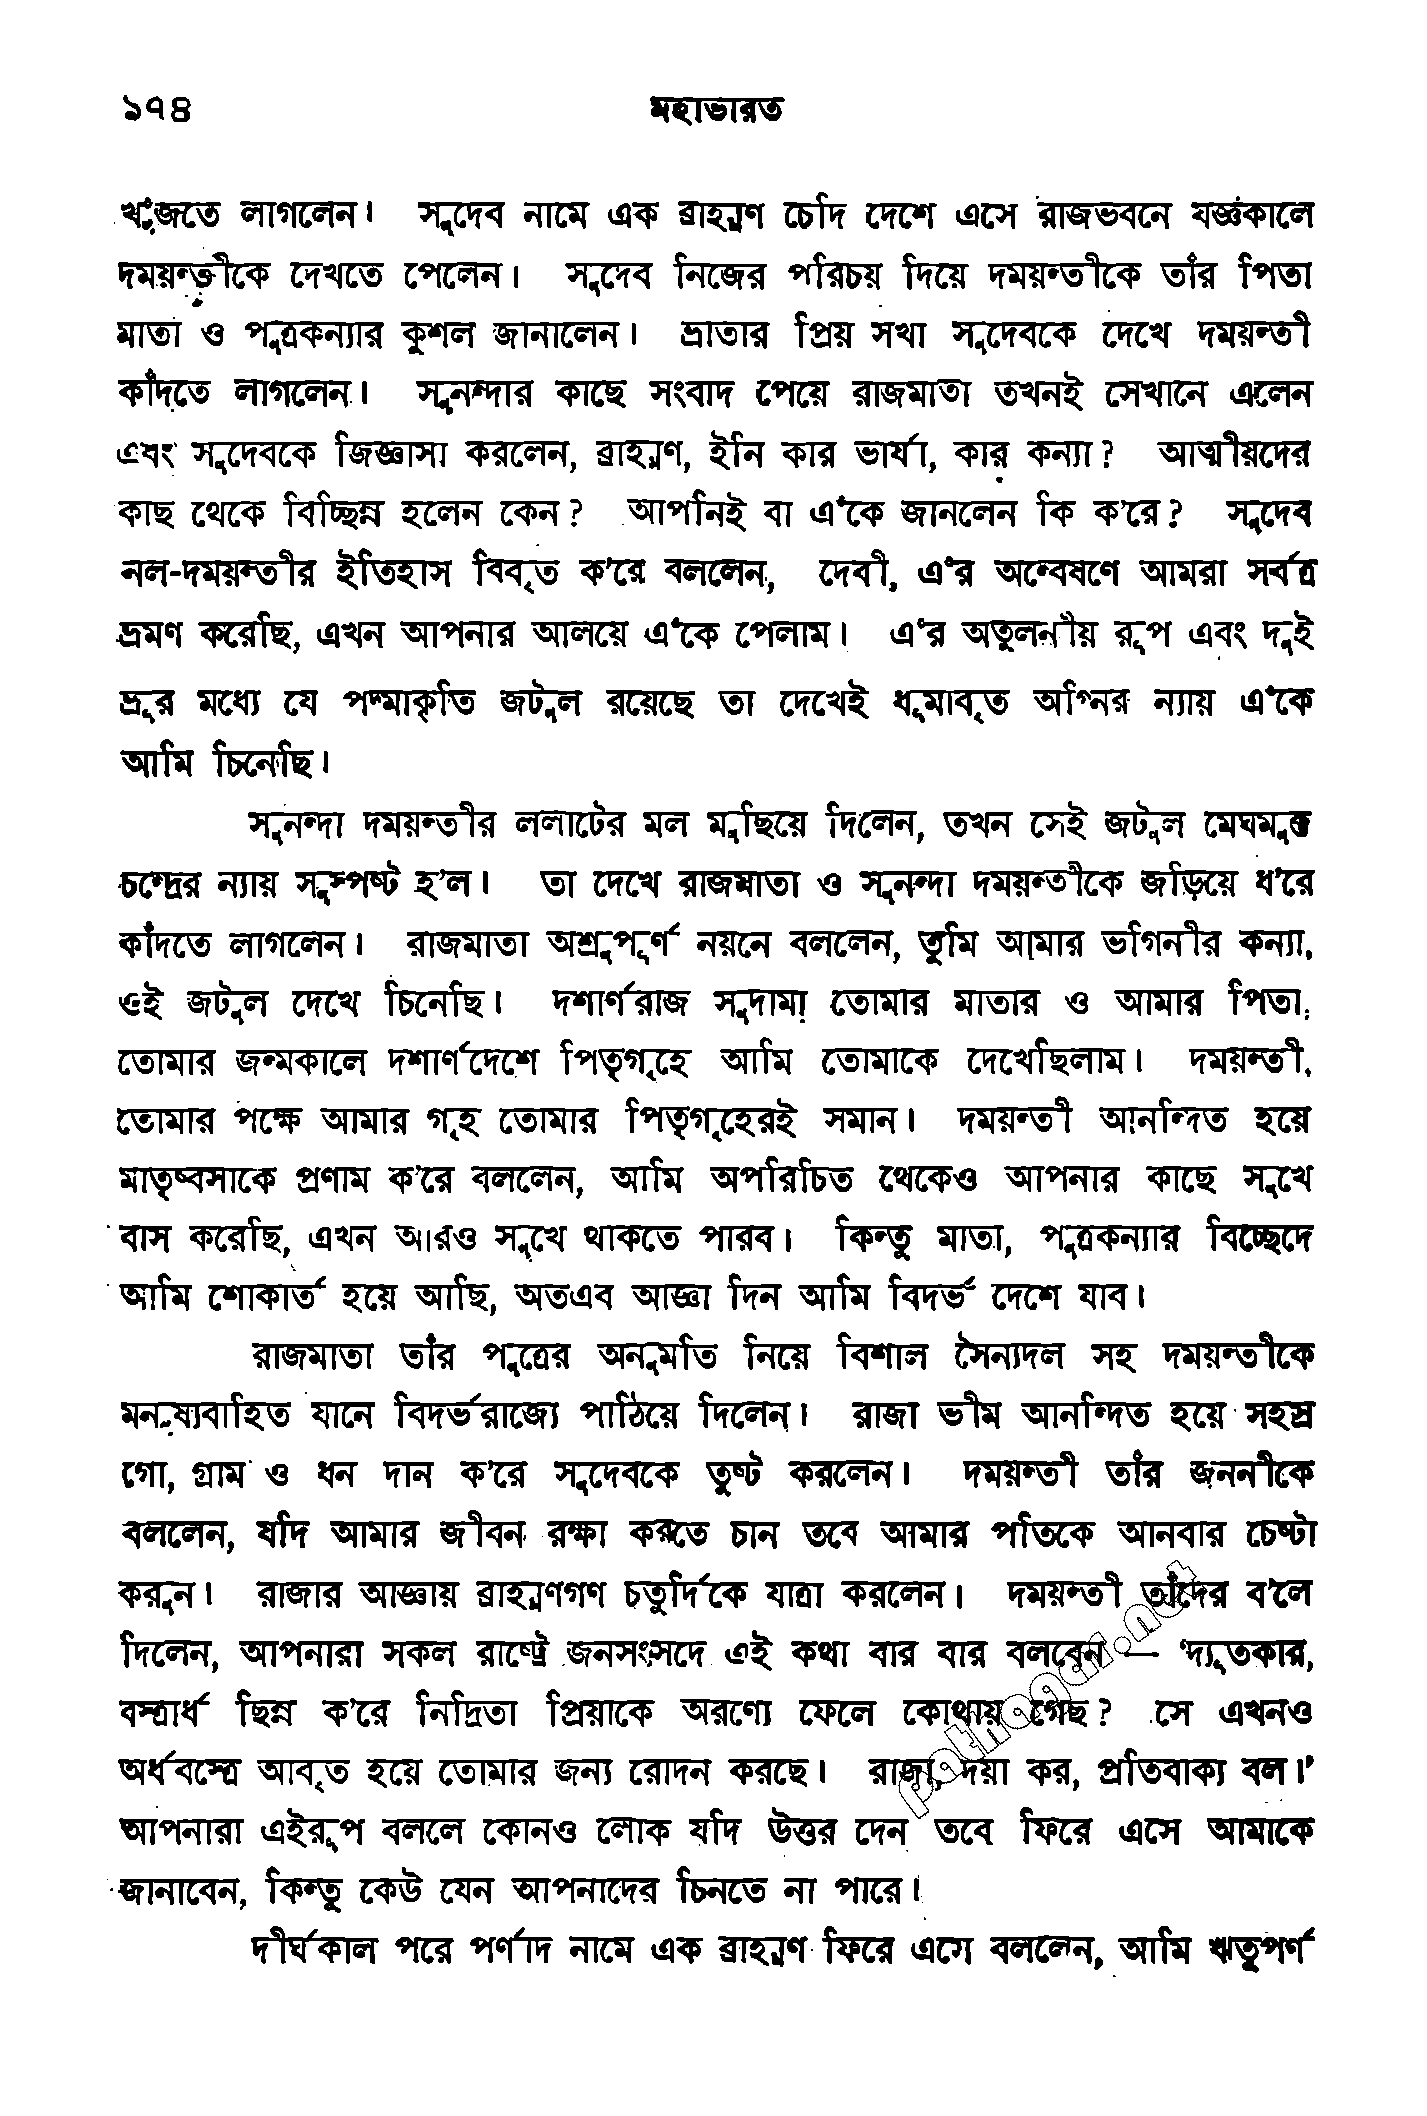 ১৭৪ মহাভারত
খুঁজতে লাগলেন। সুদেব নামে এক ব্রাহ্মণ চেদি দেশে এসে রাজভবনে যজ্ঞকালে
দময়ন্তীকে দেখতে পেলেন। সুদেব নিজের পরিচয় দিয়ে দময়ন্তীকে তাঁর পিতা
মাতা ও পুত্রকন্যার কুশল জানালেন। ভ্রাতার প্রিয় সখা সুদেবকে দেখে দময়ন্তী
কাঁদতে লাগলেন। সুনন্দার কাছে সংবাদ পেয়ে রাজমাতা তখনই সেখানে এলেন
এবং সুদেবকে জিজ্ঞাসা করলেন, ব্রাহ্মণ, ইনি কার ভার্যা, কার কন্যা? আত্মীয়দের
কাছ থেকে বিচ্ছিন্ন হলেন কেন? আপনিই বা এঁকে জানলেন কি ক'রে? সুদেব
নল-দময়ন্তীর ইতিহাস বিবৃত ক'রে বললেন, দেবী, এঁর অন্বেষণে আমরা সর্বত্র
ভ্রমণ করেছি, এখন আপনার আলয়ে এঁকে পেলাম। এঁর অতুলনীয় রূপ এবং দুই
ভ্রূর মধ্যে যে পদ্মাকৃতি জটুল রয়েছে তা দেখেই ধূমাবৃত অগ্নির ন্যায় এঁকে
আমি চিনেছি।
সুনন্দা দময়ন্তীর ললাটের মল মুছিয়ে দিলেন, তখন সেই জটুল মেঘমুক্ত
চন্দ্রের ন্যায় সুস্পষ্ট হ'ল। তা দেখে রাজমাতা ও সুনন্দা দময়ন্তীকে জড়িয়ে ধ'রে
কাঁদতে লাগলেন। রাজমাতা অশ্রুপূর্ণ নয়নে বললেন, তুমি আমার ভগিনীর কন্যা,
ওই জটুল দেখে চিনেছি। দশার্ণরাজ সুদামা তোমার মাতার ও আমার পিতা;
তোমার জন্মকালে দশার্ণদেশে পিতৃগৃহে আমি তোমাকে দেখেছিলাম। দময়ন্তী,
তোমার পক্ষে আমার গৃহ তোমার পিতৃগৃহেরই সমান। দময়ন্তী আনন্দিত হয়ে
মাতৃষ্বসাকে প্রণাম ক'রে বললেন, আমি অপরিচিত থেকেও আপনার কাছে সুখে
বাস করেছি, এখন আরও সুখে থাকতে পারব। কিন্তু মাতা, পুত্রকন্যার বিচ্ছেদে
আমি শোকার্ত হয়ে আছি, অতএব আজ্ঞা দিন আমি বিদর্ভ দেশে যাব।
রাজমাতা তাঁর পুত্রের অনুমতি নিয়ে বিশাল সৈন্যদল সহ দময়ন্তীকে
মনুষ্যবাহিত যানে বিদর্ভরাজ্যে পাঠিয়ে দিলেন। রাজা ভীম আনন্দিত হয়ে সহস্র
গো, গ্রাম ও ধন দান ক'রে সুদেবকে তুষ্ট করলেন। দময়ন্তী তাঁর জননীকে
বললেন, যদি আমার জীবন রক্ষা করতে চান তবে আমার পতিকে আনবার চেষ্টা
করুন। রাজার আজ্ঞায় ব্রাহ্মণগণ চতুর্দিকে যাত্রা করলেন। দময়ন্তী তাঁদের ব'লে
দিলেন, আপনারা সকল রাষ্ট্রে জনসংসদে এই কথা বার বার বলবেন — 'দ্যূতকার,
বস্ত্রার্ধ ছিন্ন ক'রে নিদ্রিতা প্রিয়াকে অরণ্যে ফেলে কোথায় গেছ? সে এখনও
অর্ধবস্ত্রে আবৃত হয়ে তোমার জন্য রোদন করছে। রাজা, দয়া কর, প্রতিবাক্য বল।'
আপনারা এইরূপ বললে কোনও লোক যদি উত্তর দেন তবে ফিরে এসে আমাকে
জানাবেন, কিন্তু কেউ যেন আপনাদের চিনতে না পারে।
দীর্ঘকাল পরে পর্ণাদ নামে এক ব্রাহ্মণ ফিরে এসে বললেন, আমি ঋতুপর্ণ
pathagar.net